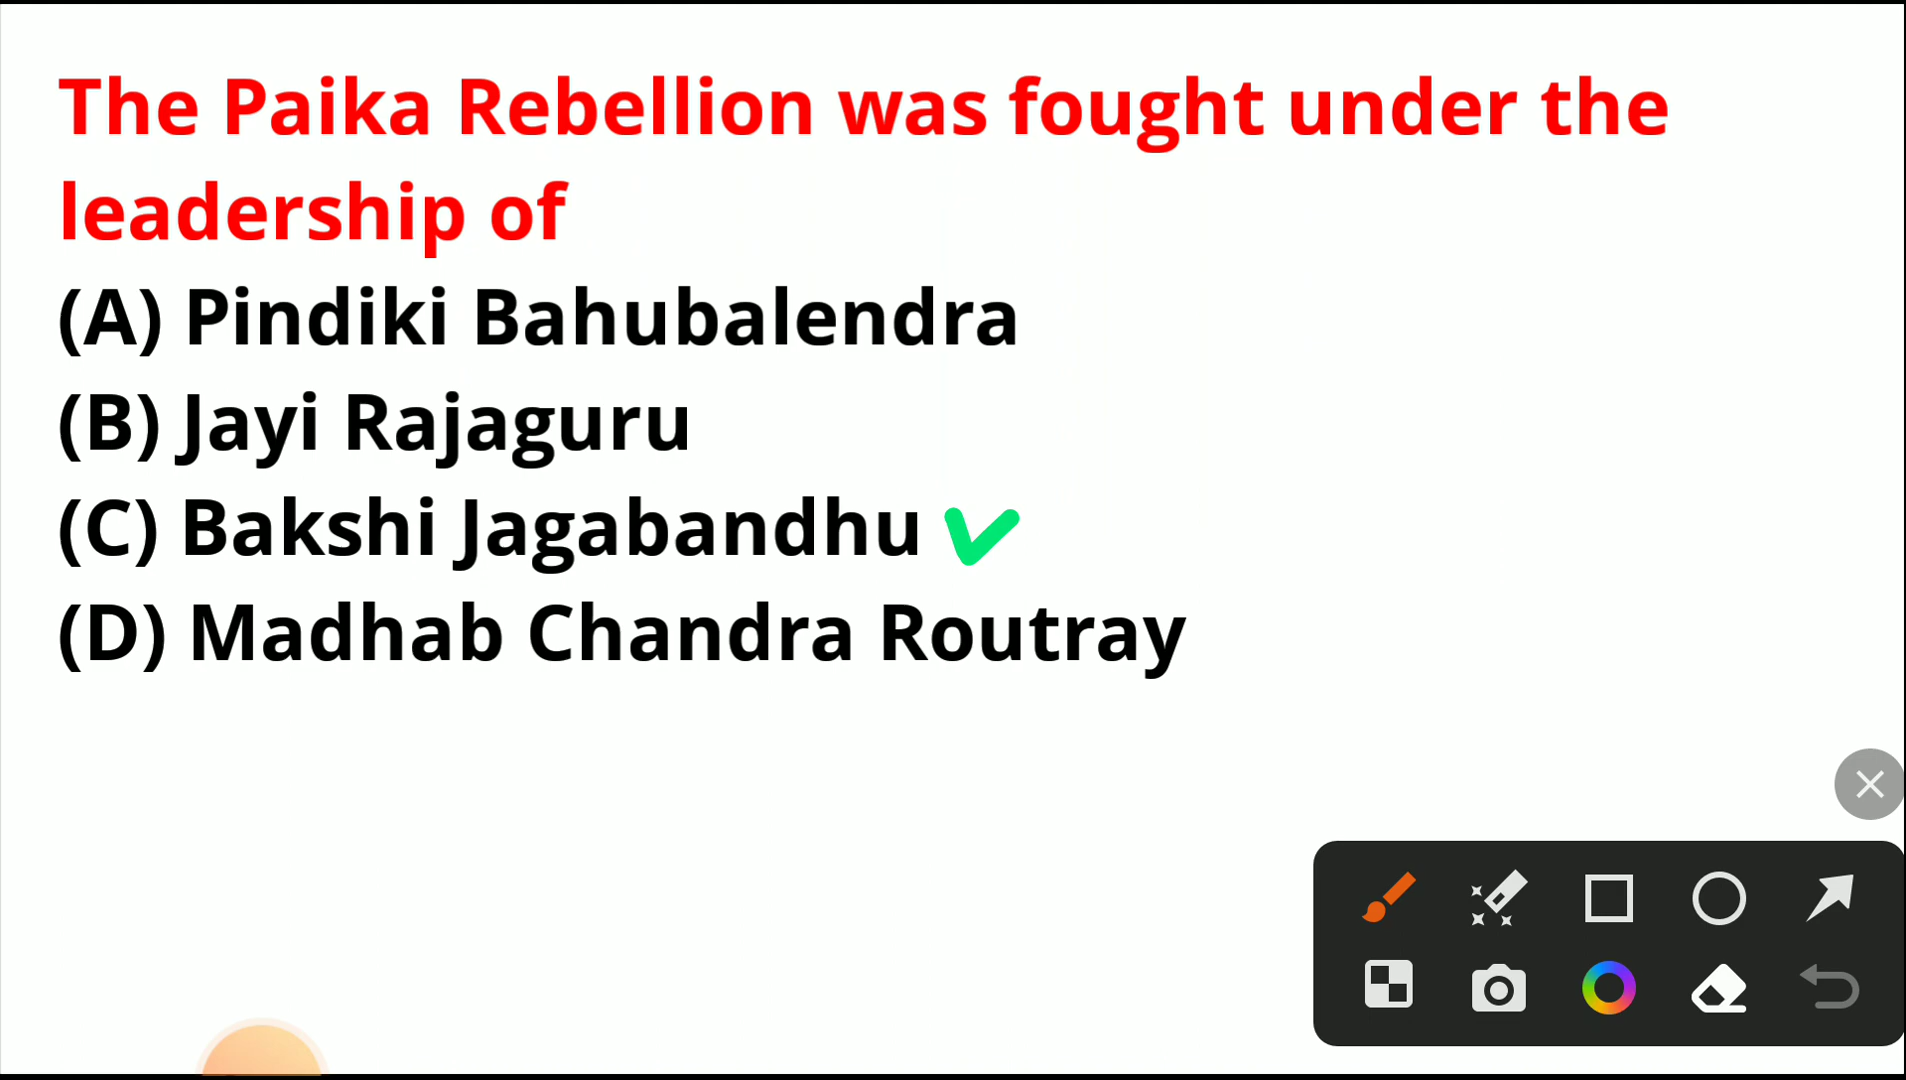 The Paika Rebellion was fought under the
leadership of
(A) Pindiki Bahubalendra
(B) Jayi Rajaguru
(C) Bakshi Jagabandhu
(D) Madhab Chandra Routray